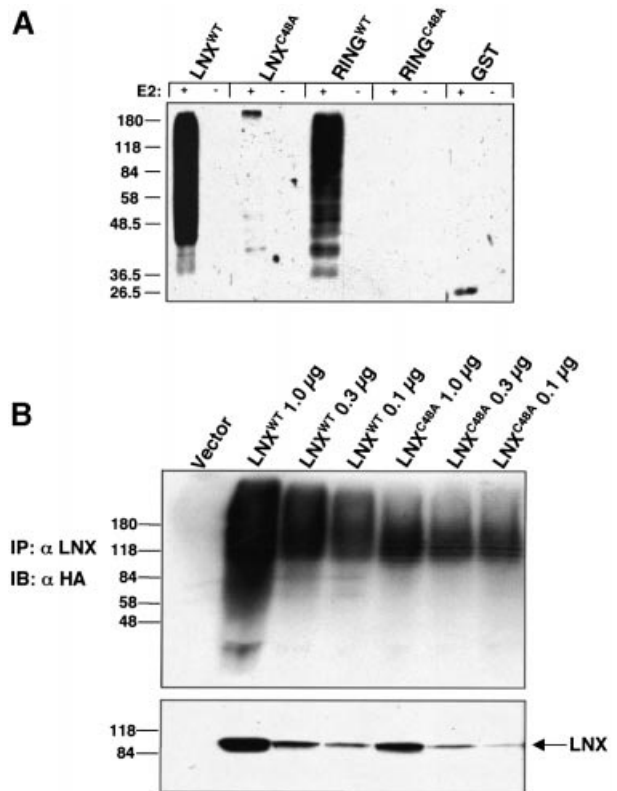 A
LNX^WT LNX^C48A RING^WT RING^C48A GST
E2: + - + - + - + - + -
180
118
84
58
48.5
36.5
26.5
B
Vector LNX^WT 1.0 µg LNX^WT 0.3 µg LNX^WT 0.1 µg LNX^C48A 1.0 µg LNX^C48A 0.3 µg LNX^C48A 0.1 µg
180
IP: α LNX 118
IB: α HA 84
58
48
118
84 LNX